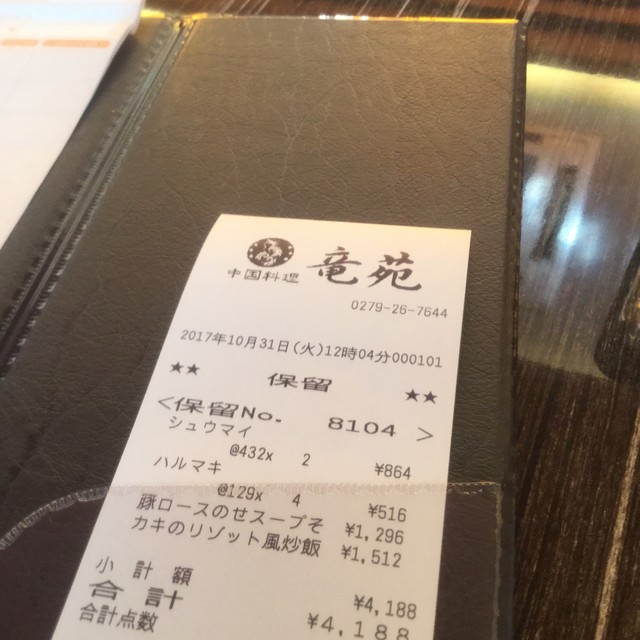 中国料理 竜苑
0279-26-7644
2017年10月31日(火)12時04分000101
★★ 保留 ★★
<保留No. 8104 >
シュウマイ
@432x 2 ¥864
ハルマキ
@129x 4 ¥516
豚ロースのせスープそ ¥1,296
カキのリゾット風炒飯 ¥1,512
小計額 ¥4,188
合計 ¥4,188
合計点数